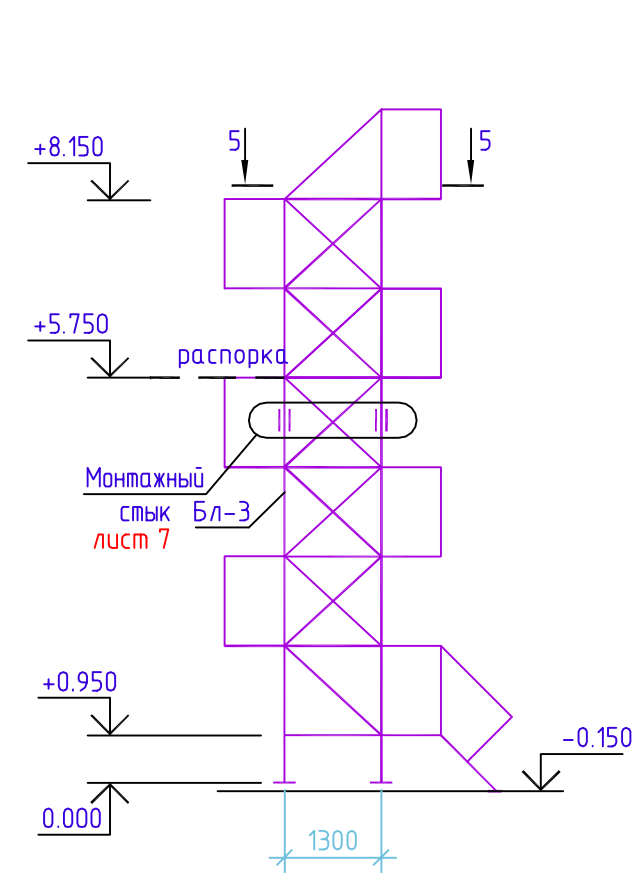 5 5
+8.150
+5.750
распорка
Монтажный
стык Бл-3
лист 7
+0.950
-0.150
0.000
1300